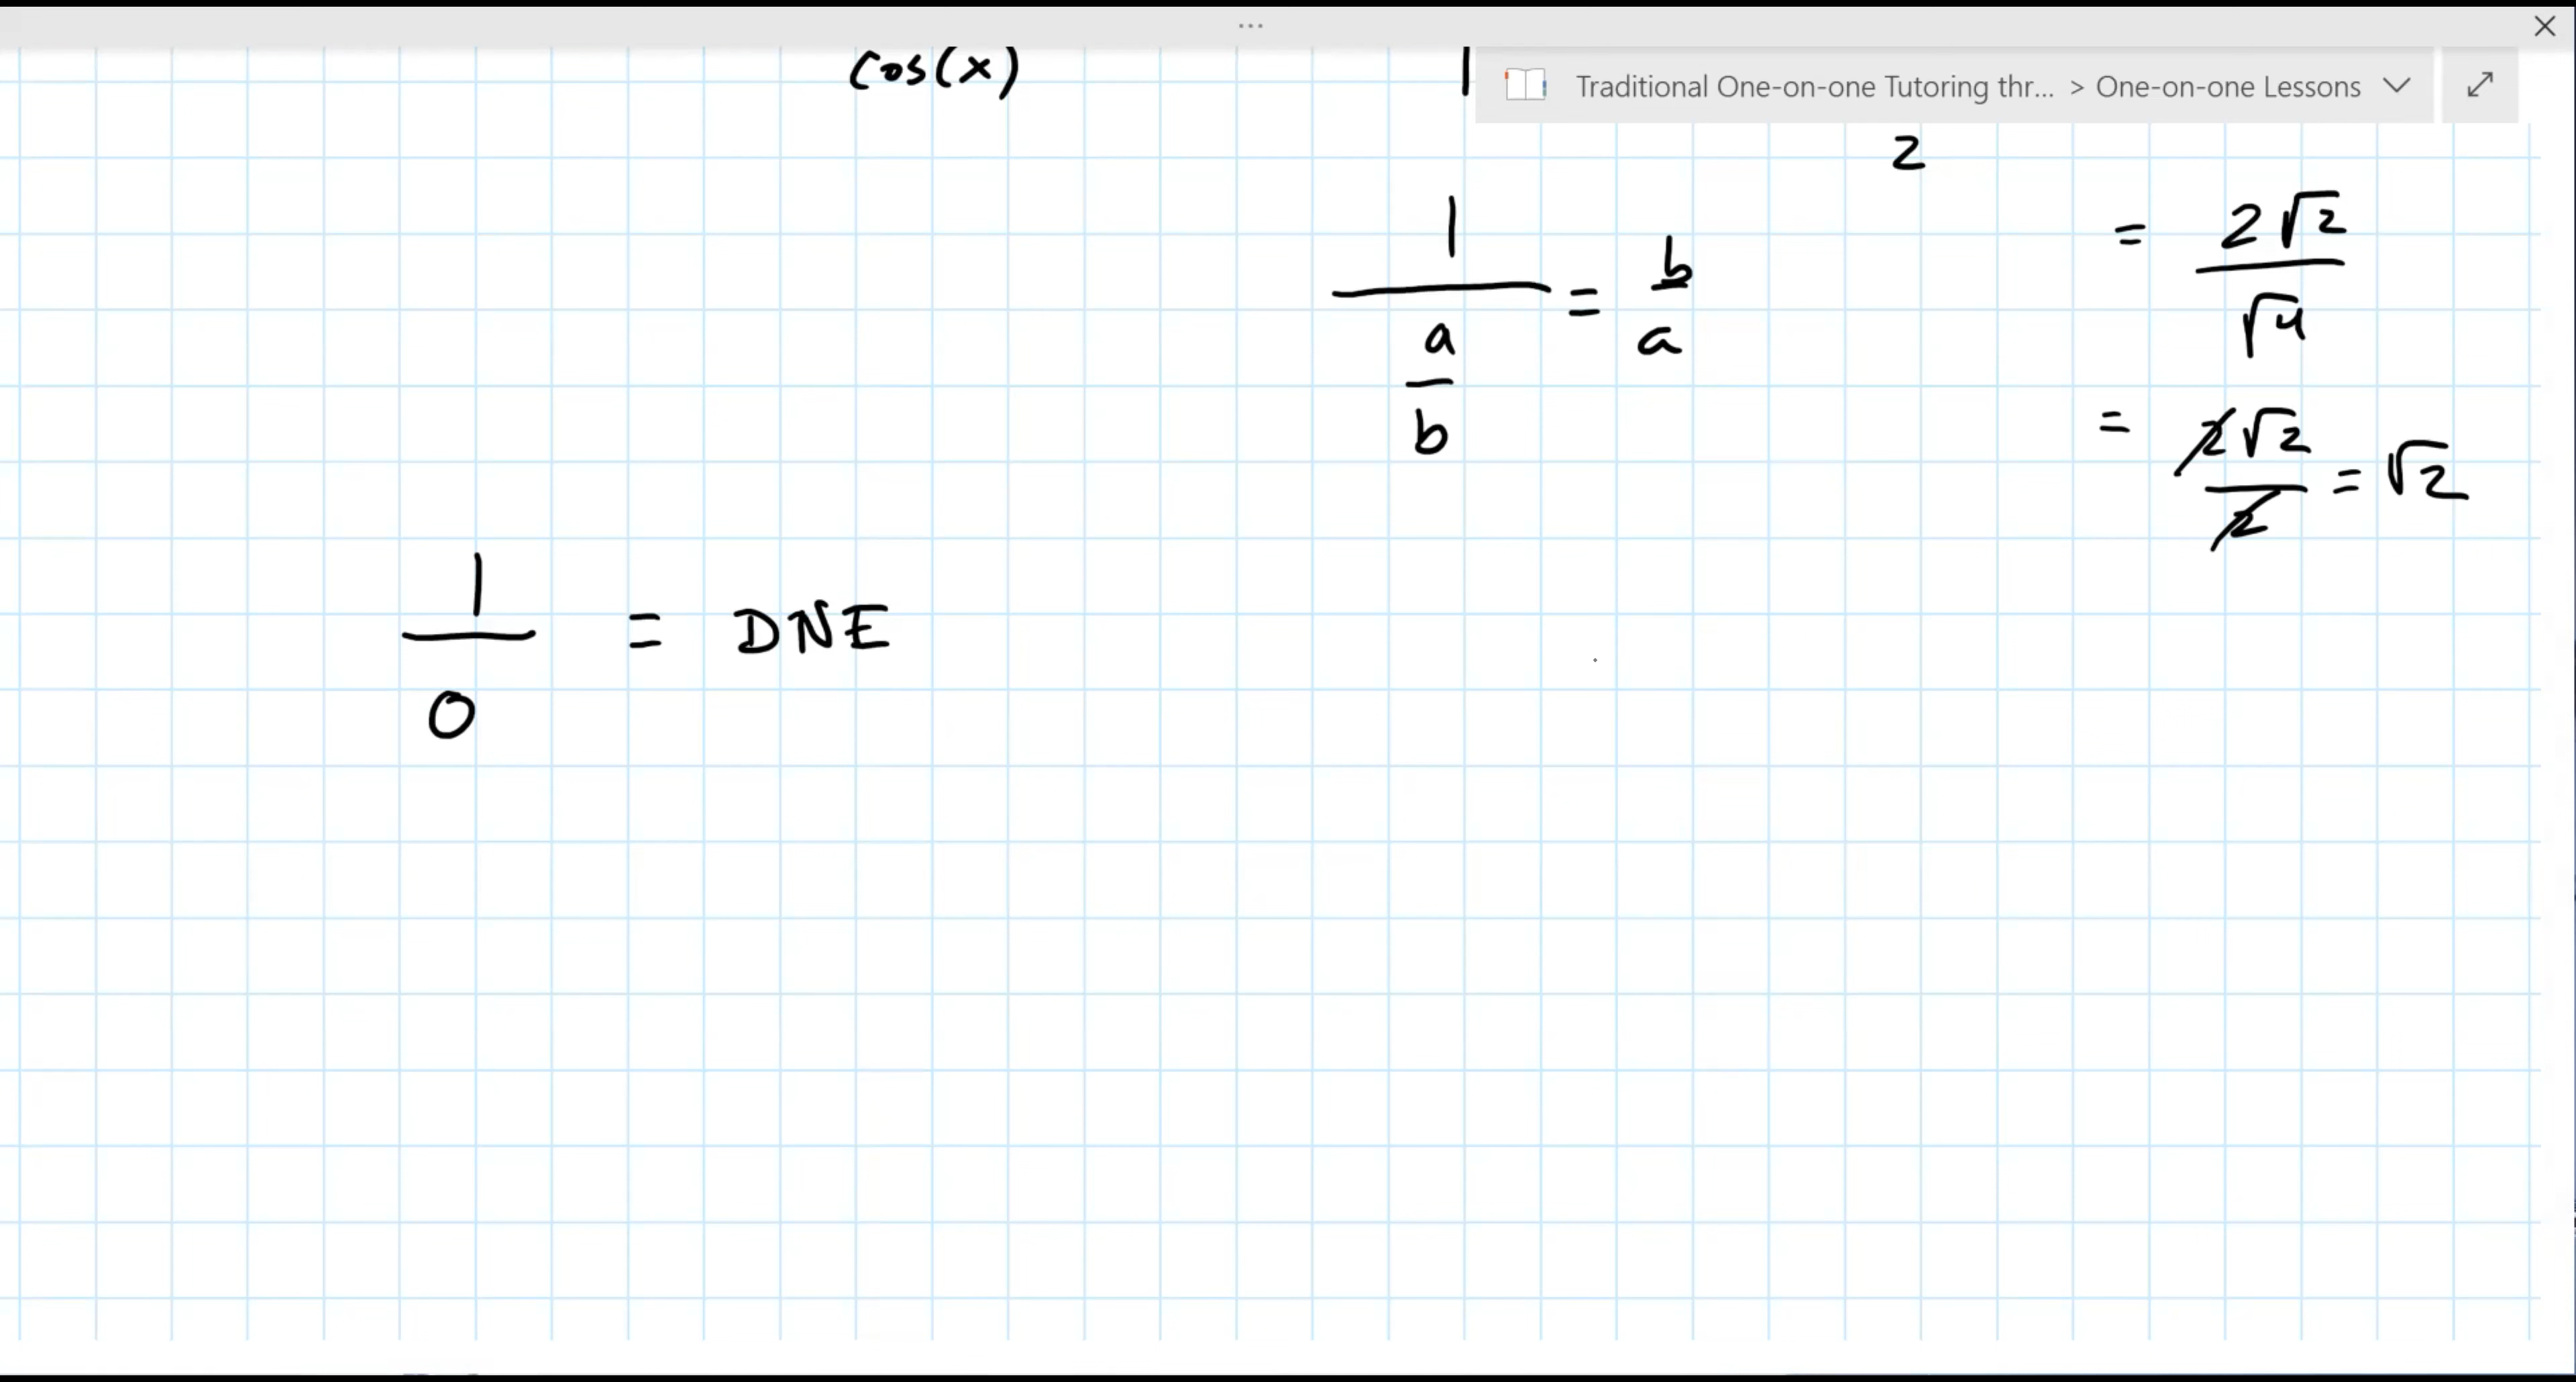 ...
cos(x)
Traditional One-on-one Tutoring thr... > One-on-one Lessons
2
1
a
b
= b
a
= 2√2
√4
= 2√2
2
= √2
1
0
= DNE